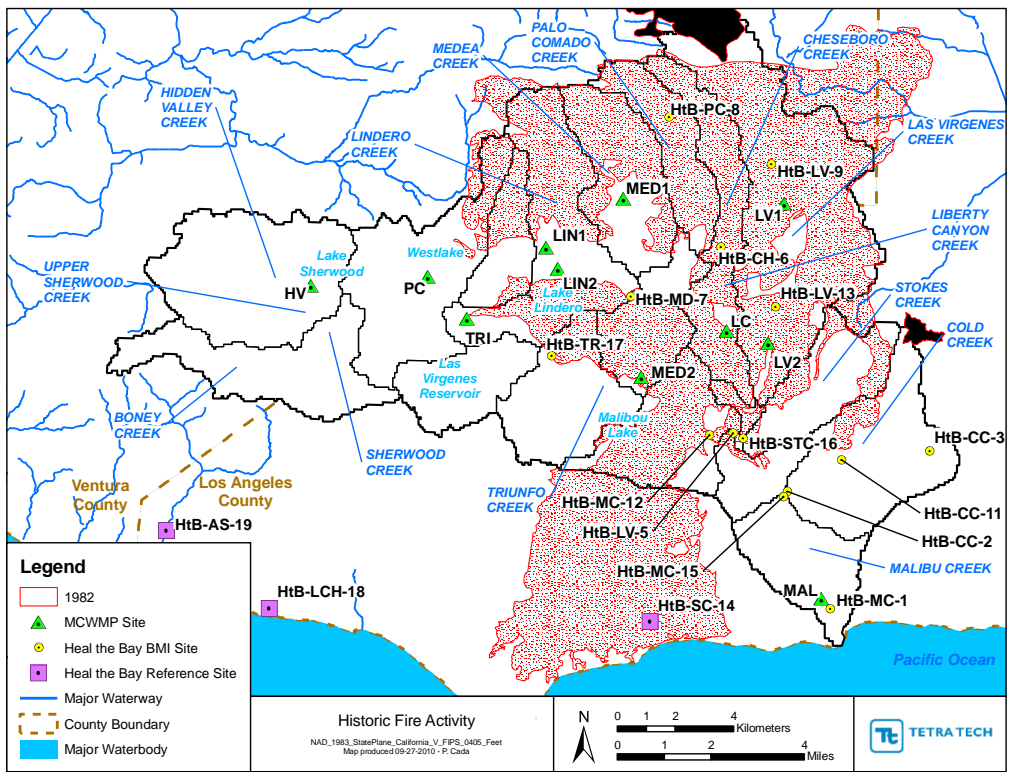 PALO
COMADO
CREEK
MEDEA
CREEK
CHESEBORO
CREEK
HIDDEN
VALLEY
CREEK
LINDERO
CREEK
LAS VIRGENES
CREEK
HtB-PC-8
HtB-LV-9
MED1
LV1
LIBERTY
CANYON
CREEK
LIN1
Lake
Sherwood
Westlake
HtB-CH-6
UPPER
SHERWOOD
CREEK
HV
PC
LIN2
Lake
Lindero
HtB-MD-7
HtB-LV-13
STOKES
CREEK
LC
COLD
CREEK
TRI
HtB-TR-17
LV2
Las
Virgenes
Reservoir
MED2
BONEY
CREEK
Malibou
Lake
HtB-STC-16
HtB-CC-3
SHERWOOD
CREEK
Ventura
County
Los Angeles
County
TRIUNFO
CREEK
HtB-MC-12
HtB-LV-5
HtB-CC-11
HtB-CC-2
HtB-AS-19
HtB-MC-15
MALIBU CREEK
HtB-LCH-18
HtB-SC-14
MAL
HtB-MC-1
Pacific Ocean
Legend
1982
MCWMP Site
Heal the Bay BMI Site
Heal the Bay Reference Site
Major Waterway
County Boundary
Major Waterbody
Historic Fire Activity
NAD_1983_StatePlane_California_V_FIPS_0405_Feet
Map produced 09-27-2010 - P. Cada
N
0 1 2 4
Kilometers
0 1 2 4
Miles
Tt TETRA TECH